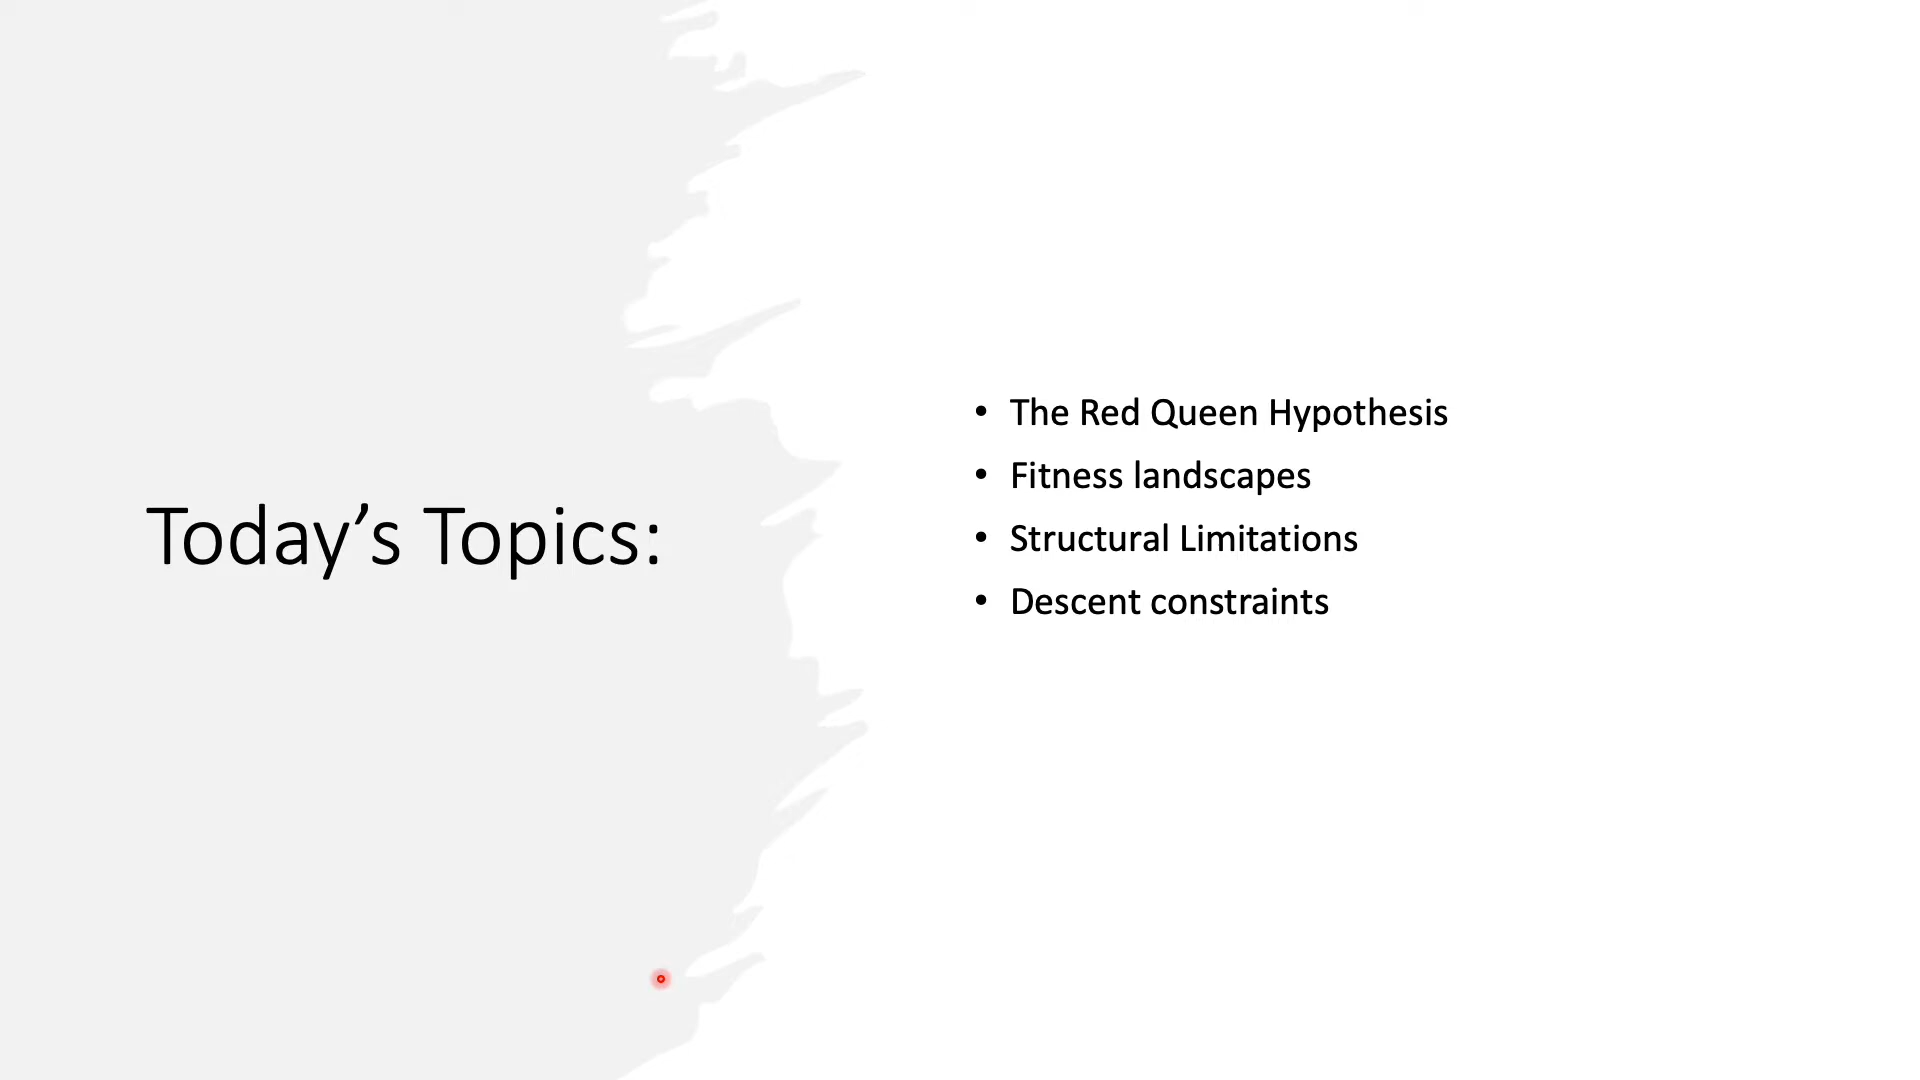 Today’s Topics:
• The Red Queen Hypothesis
• Fitness landscapes
• Structural Limitations
• Descent constraints